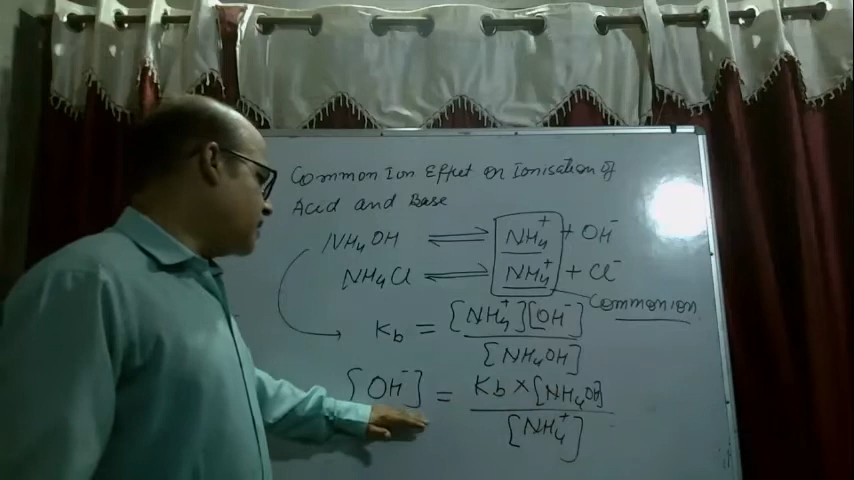 Common Ion Effect on Ionisation of
Acid and Base
NH₄OH ⇌ NH₄⁺ + OH⁻
NH₄Cl ⇌ NH₄⁺ + Cl⁻
Common ion
Kb = [NH₄⁺][OH⁻] / [NH₄OH]
[OH⁻] = Kb × [NH₄OH] / [NH₄⁺]